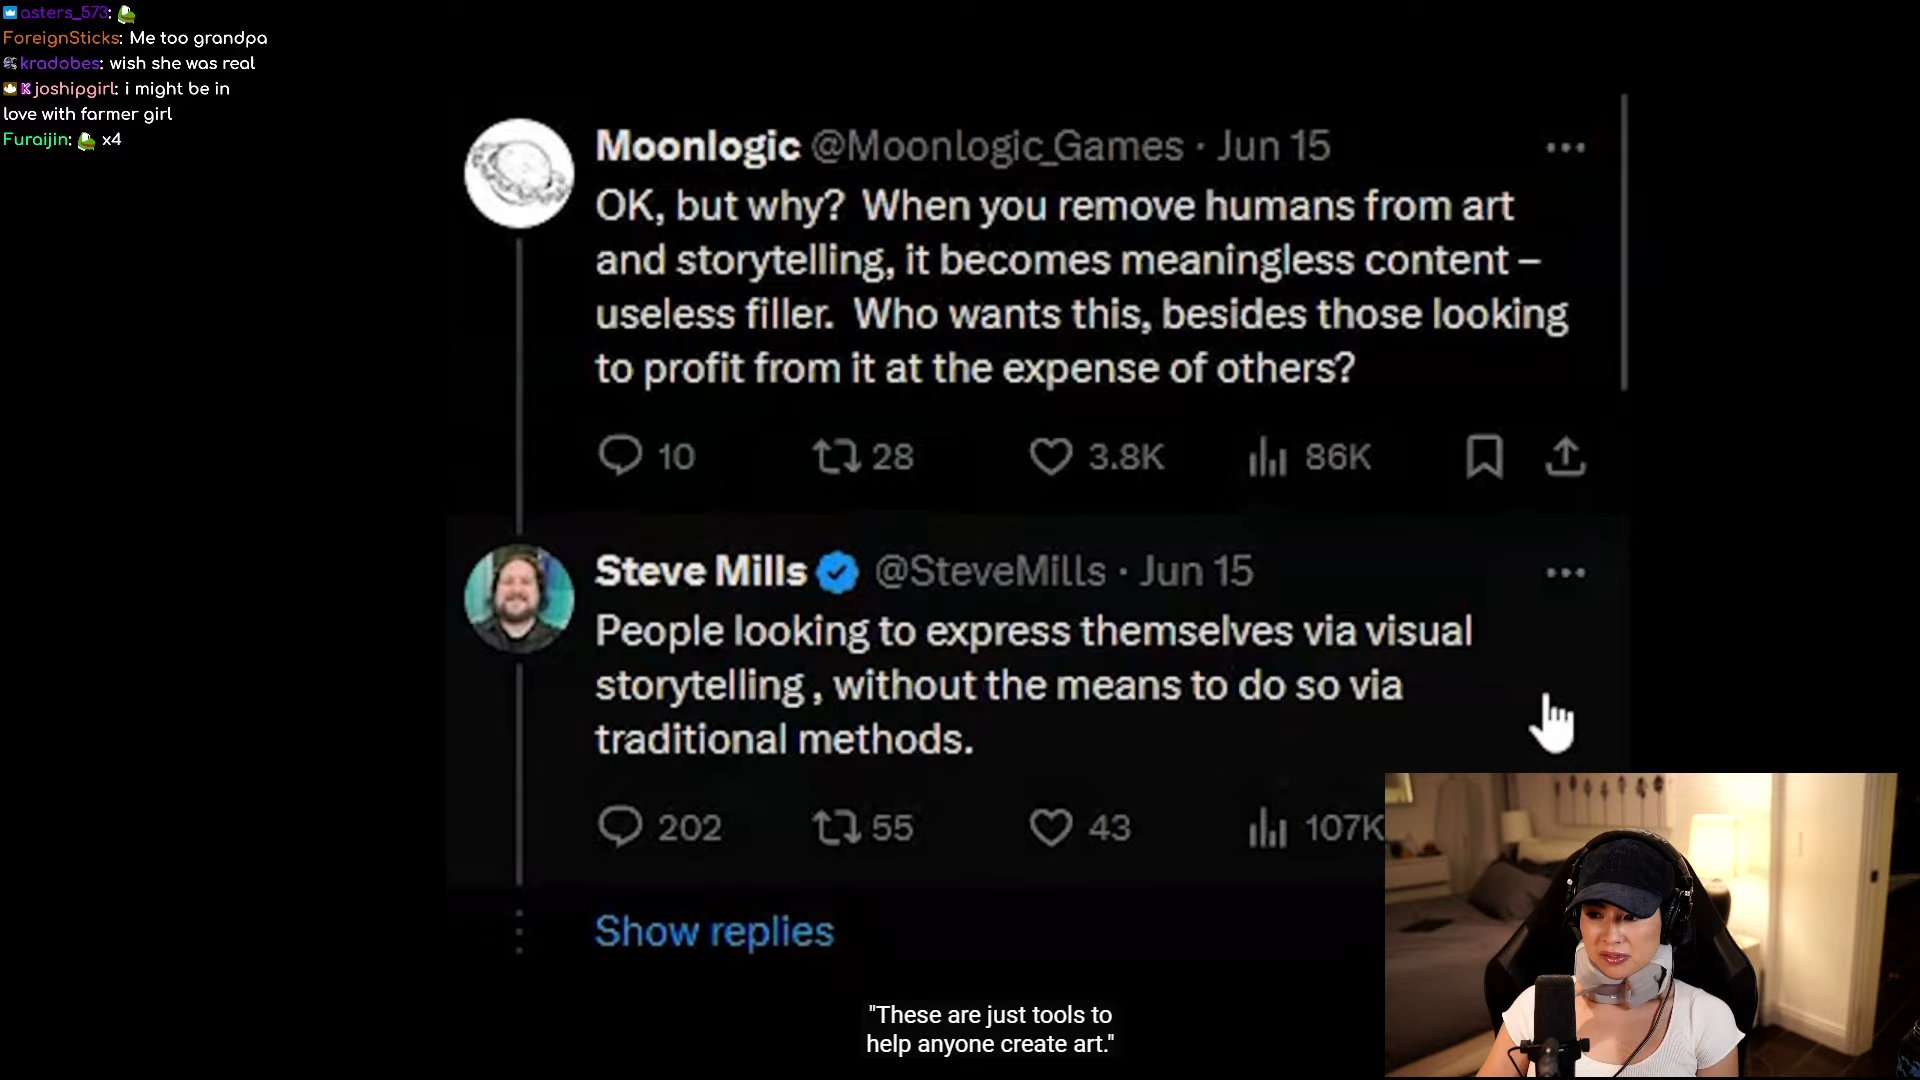 asters_573:
ForeignSticks: Me too grandpa
kradobes: wish she was real
joshipgirl: i might be in
love with farmer girl
Furaijin: x4
Moonlogic @Moonlogic_Games · Jun 15
OK, but why? When you remove humans from art
and storytelling, it becomes meaningless content –
useless filler. Who wants this, besides those looking
to profit from it at the expense of others?
10 28 3.8K 86K
Steve Mills @SteveMills · Jun 15
People looking to express themselves via visual
storytelling , without the means to do so via
traditional methods.
202 55 43 107K
Show replies
"These are just tools to
help anyone create art."